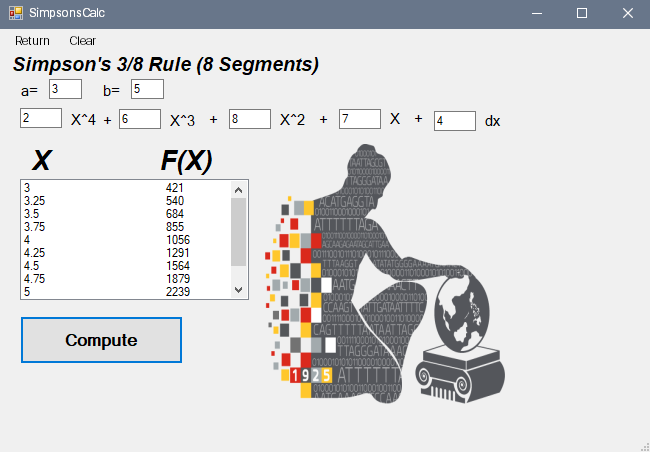 SimpsonsCalc
Return Clear
Simpson's 3/8 Rule (8 Segments)
a= 3 b= 5
2 X^4 + 6 X^3 + 8 X^2 + 7 X + 4 dx
X F(X)
3 421
3.25 540
3.5 684
3.75 855
4 1056
4.25 1291
4.5 1564
4.75 1879
5 2239
Compute
ACATGAGGTA
ATTTTTTAGA
1925